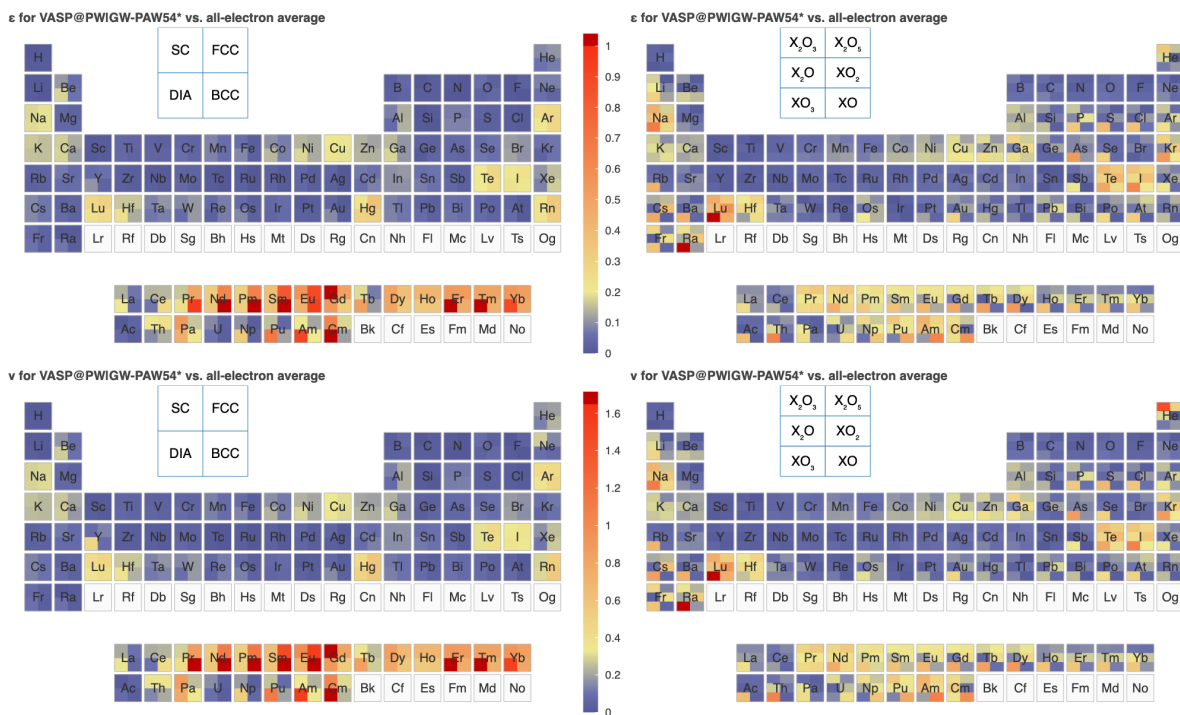 ε for VASP@PW|GW-PAW54* vs. all-electron average
SC FCC
DIA BCC
H He
Li Be B C N O F Ne
Na Mg Al Si P S Cl Ar
K Ca Sc Ti V Cr Mn Fe Co Ni Cu Zn Ga Ge As Se Br Kr
Rb Sr Y Zr Nb Mo Tc Ru Rh Pd Ag Cd In Sn Sb Te I Xe
Cs Ba Lu Hf Ta W Re Os Ir Pt Au Hg Tl Pb Bi Po At Rn
Fr Ra Lr Rf Db Sg Bh Hs Mt Ds Rg Cn Nh Fl Mc Lv Ts Og
La Ce Pr Nd Pm Sm Eu Gd Tb Dy Ho Er Tm Yb
Ac Th Pa U Np Pu Am Cm Bk Cf Es Fm Md No
1
0.9
0.8
0.7
0.6
0.5
0.4
0.3
0.2
0.1
0
ε for VASP@PW|GW-PAW54* vs. all-electron average
X₂O₃ X₂O₅
X₂O XO₂
XO₃ XO
H He
Li Be B C N O F Ne
Na Mg Al Si P S Cl Ar
K Ca Sc Ti V Cr Mn Fe Co Ni Cu Zn Ga Ge As Se Br Kr
Rb Sr Y Zr Nb Mo Tc Ru Rh Pd Ag Cd In Sn Sb Te I Xe
Cs Ba Lu Hf Ta W Re Os Ir Pt Au Hg Tl Pb Bi Po At Rn
Fr Ra Lr Rf Db Sg Bh Hs Mt Ds Rg Cn Nh Fl Mc Lv Ts Og
La Ce Pr Nd Pm Sm Eu Gd Tb Dy Ho Er Tm Yb
Ac Th Pa U Np Pu Am Cm Bk Cf Es Fm Md No
ν for VASP@PW|GW-PAW54* vs. all-electron average
SC FCC
DIA BCC
H He
Li Be B C N O F Ne
Na Mg Al Si P S Cl Ar
K Ca Sc Ti V Cr Mn Fe Co Ni Cu Zn Ga Ge As Se Br Kr
Rb Sr Y Zr Nb Mo Tc Ru Rh Pd Ag Cd In Sn Sb Te I Xe
Cs Ba Lu Hf Ta W Re Os Ir Pt Au Hg Tl Pb Bi Po At Rn
Fr Ra Lr Rf Db Sg Bh Hs Mt Ds Rg Cn Nh Fl Mc Lv Ts Og
La Ce Pr Nd Pm Sm Eu Gd Tb Dy Ho Er Tm Yb
Ac Th Pa U Np Pu Am Cm Bk Cf Es Fm Md No
1.6
1.4
1.2
1
0.8
0.6
0.4
0.2
0
ν for VASP@PW|GW-PAW54* vs. all-electron average
X₂O₃ X₂O₅
X₂O XO₂
XO₃ XO
H He
Li Be B C N O F Ne
Na Mg Al Si P S Cl Ar
K Ca Sc Ti V Cr Mn Fe Co Ni Cu Zn Ga Ge As Se Br Kr
Rb Sr Y Zr Nb Mo Tc Ru Rh Pd Ag Cd In Sn Sb Te I Xe
Cs Ba Lu Hf Ta W Re Os Ir Pt Au Hg Tl Pb Bi Po At Rn
Fr Ra Lr Rf Db Sg Bh Hs Mt Ds Rg Cn Nh Fl Mc Lv Ts Og
La Ce Pr Nd Pm Sm Eu Gd Tb Dy Ho Er Tm Yb
Ac Th Pa U Np Pu Am Cm Bk Cf Es Fm Md No